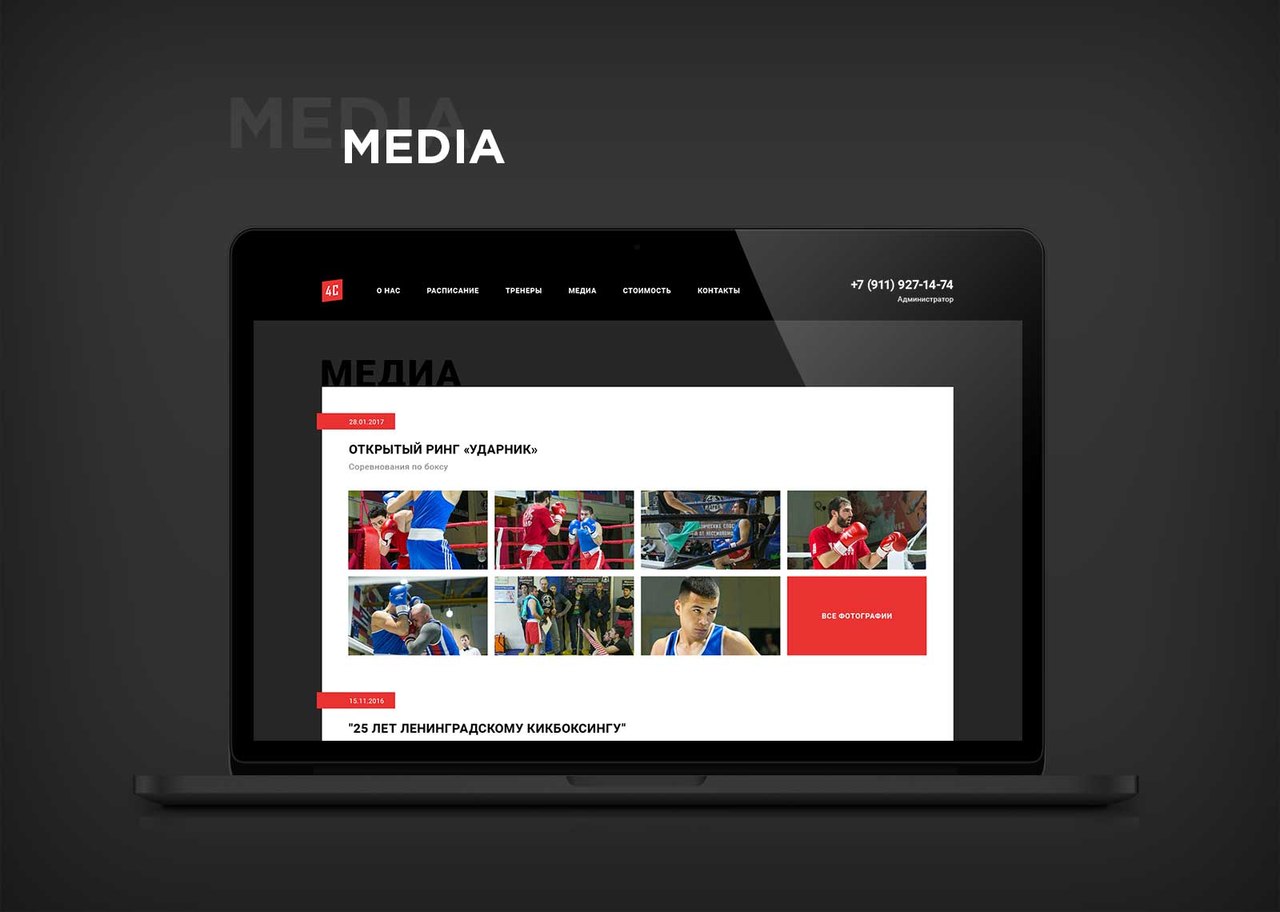 MEDIA
MEDIA
4C
О НАС РАСПИСАНИЕ ТРЕНЕРЫ МЕДИА СТОИМОСТЬ КОНТАКТЫ
+7 (911) 927-14-74
Администратор
МЕДИА
28.01.2017
ОТКРЫТЫЙ РИНГ «УДАРНИК»
Соревнования по боксу
ВСЕ ФОТОГРАФИИ
15.11.2016
"25 ЛЕТ ЛЕНИНГРАДСКОМУ КИКБОКСИНГУ"